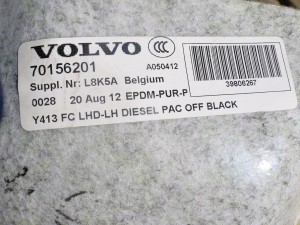 VOLVO
CCC
70156201
A050412
Suppl. Nr: L8K5A Belgium
39806267
0028 20 Aug 12 EPDM-PUR-P
Y413 FC LHD-LH DIESEL PAC OFF BLACK